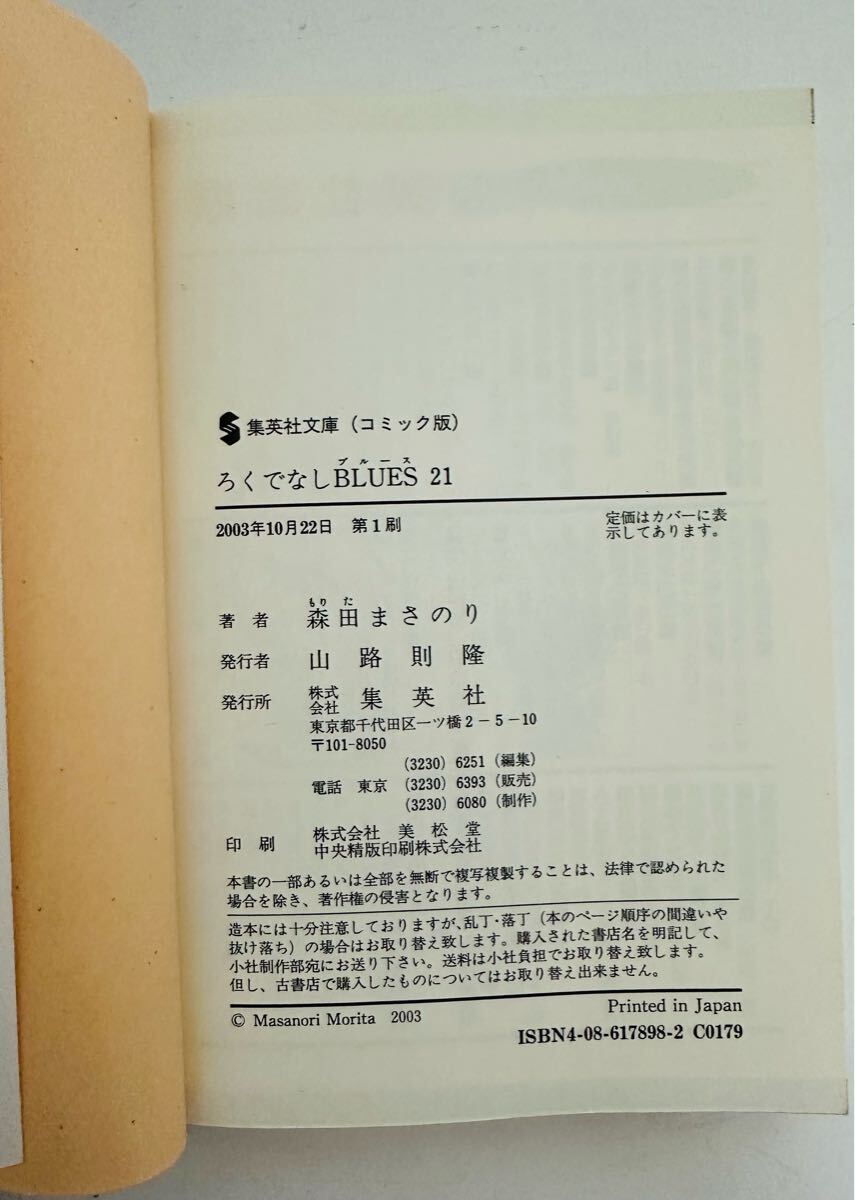 集英社文庫（コミック版）
ブルース
ろくでなしBLUES 21
2003年10月22日 第1刷
定価はカバーに表
示してあります。
もりた
著者 森田まさのり
発行者 山路則隆
発行所 株式会社 集英社
東京都千代田区一ツ橋2－5－10
〒101-8050
(3230) 6251（編集）
電話 東京 (3230) 6393（販売）
(3230) 6080（制作）
印刷 株式会社 美松堂
中央精版印刷株式会社
本書の一部あるいは全部を無断で複写複製することは、法律で認められた
場合を除き、著作権の侵害となります。
造本には十分注意しておりますが、乱丁・落丁（本のページ順序の間違いや
抜け落ち）の場合はお取り替え致します。購入された書店名を明記して、
小社制作部宛にお送り下さい。送料は小社負担でお取り替え致します。
但し、古書店で購入したものについてはお取り替え出来ません。
© Masanori Morita 2003
Printed in Japan
ISBN4-08-617898-2 C0179